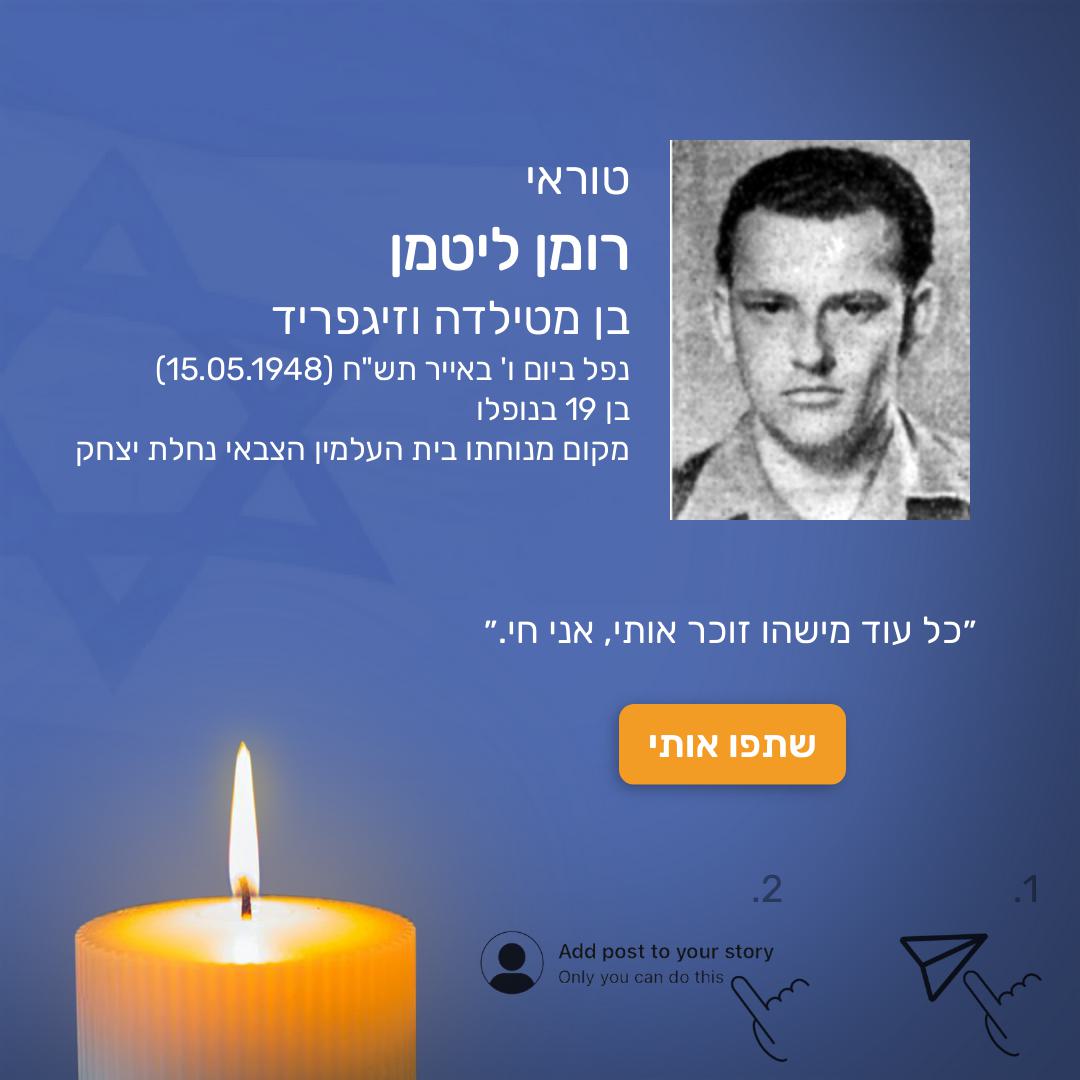 טוראי
רומן ליטמן
בן מטילדה וזיגפריד
נפל ביום ו' באייר תש"ח (15.05.1948)
בן 19 בנופלו
מקום מנוחתו בית העלמין הצבאי נחלת יצחק
״כל עוד מישהו זוכר אותי, אני חי.״
שתפו אותי
1.
2.
Add post to your story
Only you can do this